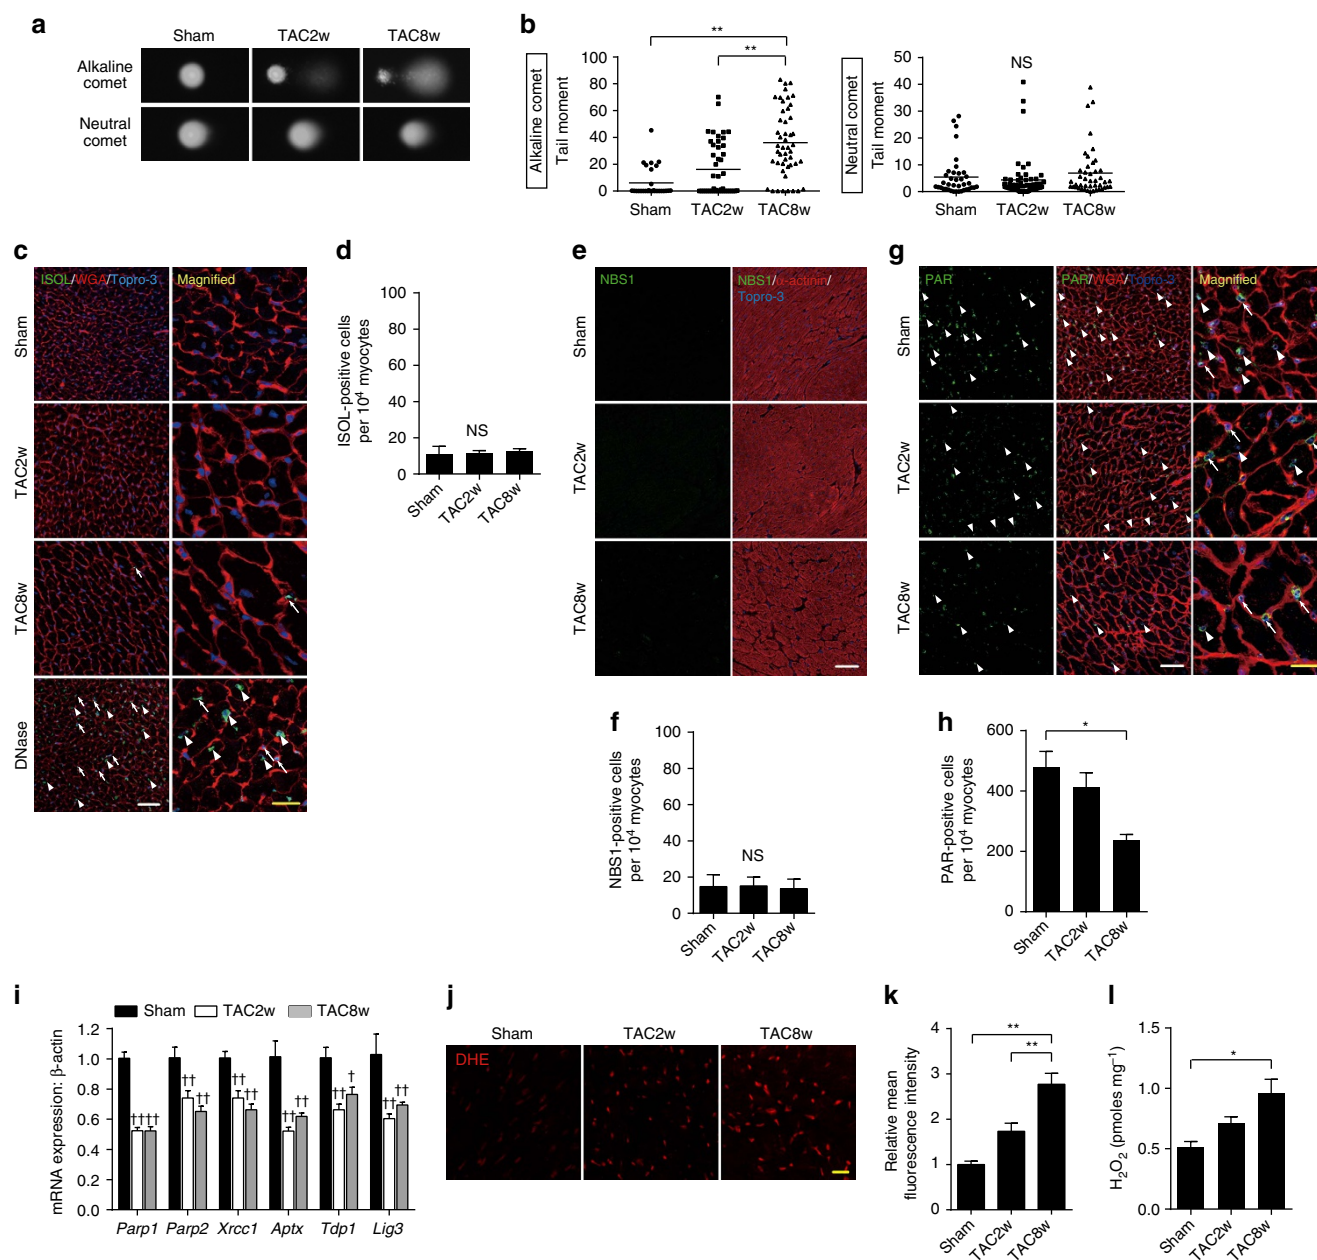 a
Sham TAC2w TAC8w
Alkaline comet
Neutral comet
b
Alkaline comet
Tail moment
100
80
60
40
20
0
**
**
Sham TAC2w TAC8w
Neutral comet
Tail moment
50
40
30
20
10
0
NS
Sham TAC2w TAC8w
c
ISOL/WGA/Topro-3
Magnified
Sham
TAC2w
TAC8w
DNase
d
ISOL-positive cells per 10⁴ myocytes
100
80
60
40
20
0
NS
Sham TAC2w TAC8w
e
NBS1
NBS1/α-actinin/
Topro-3
Sham
TAC2w
TAC8w
f
NBS1-positive cells per 10⁴ myocytes
100
80
60
40
20
0
NS
Sham TAC2w TAC8w
g
PAR
PAR/WGA/Topro-3
Magnified
Sham
TAC2w
TAC8w
h
PAR-positive cells per 10⁴ myocytes
600
400
200
0
*
Sham TAC2w TAC8w
i
Sham TAC2w TAC8w
mRNA expression: β-actin
1.2
1.0
0.8
0.6
0.4
0.2
0.0
†† †† †† †† †† †† †† †† †† † †† ††
Parp1 Parp2 Xrcc1 Aptx Tdp1 Lig3
j
Sham TAC2w TAC8w
DHE
k
Relative mean fluorescence intensity
4
3
2
1
0
**
**
Sham TAC2w TAC8w
l
H₂O₂ (pmoles mg⁻¹)
1.5
1.0
0.5
0.0
*
Sham TAC2w TAC8w